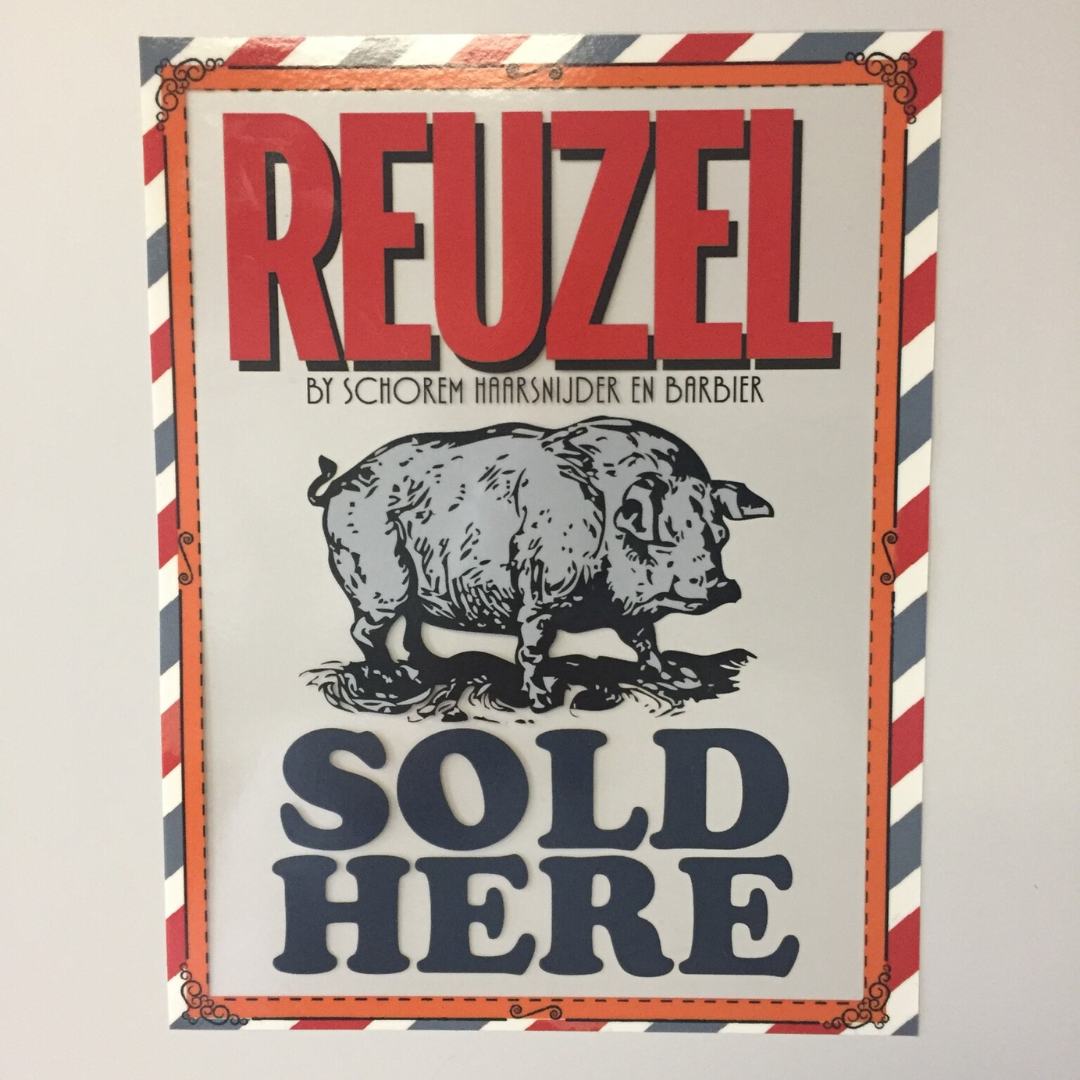 REUZEL
BY SCHOREM HAARSNIJDER EN BARBIER
SOLD
HERE